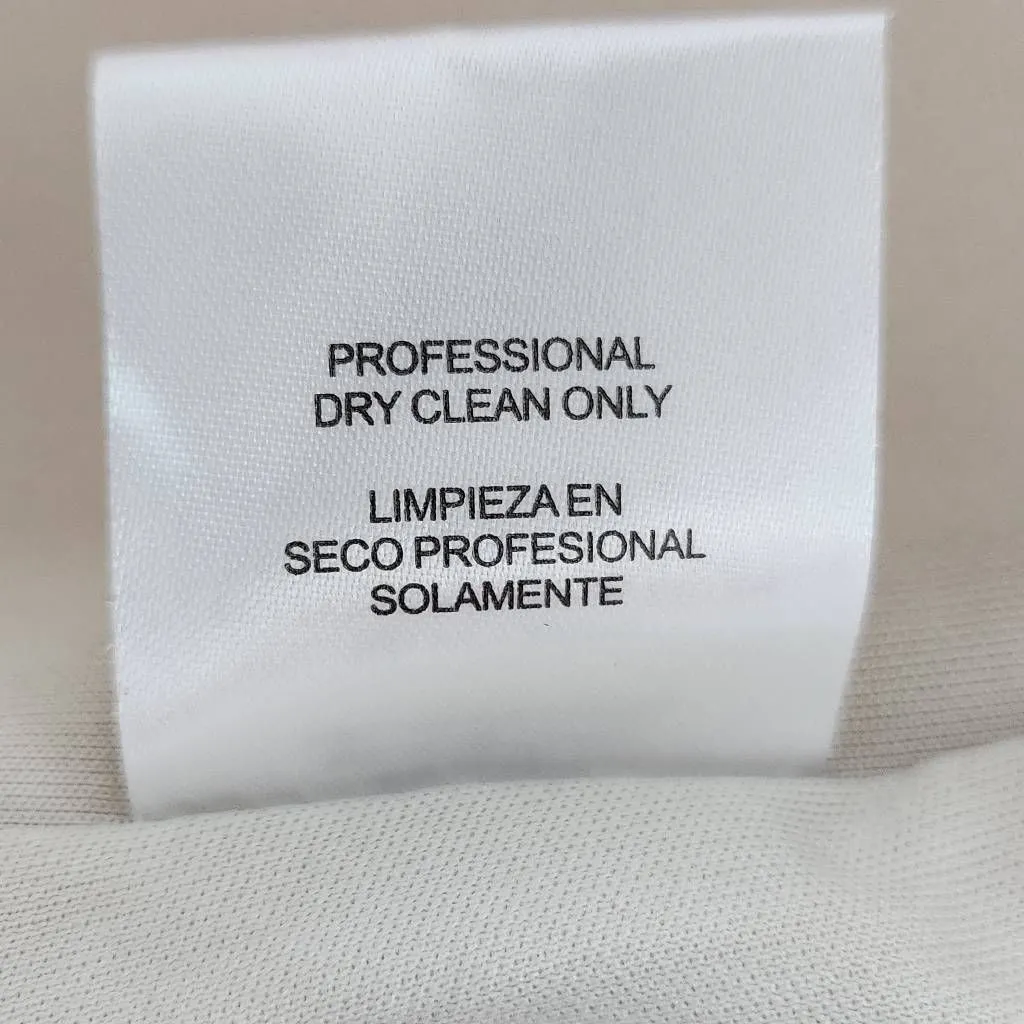 PROFESSIONAL
DRY CLEAN ONLY
LIMPIEZA EN
SECO PROFESIONAL
SOLAMENTE